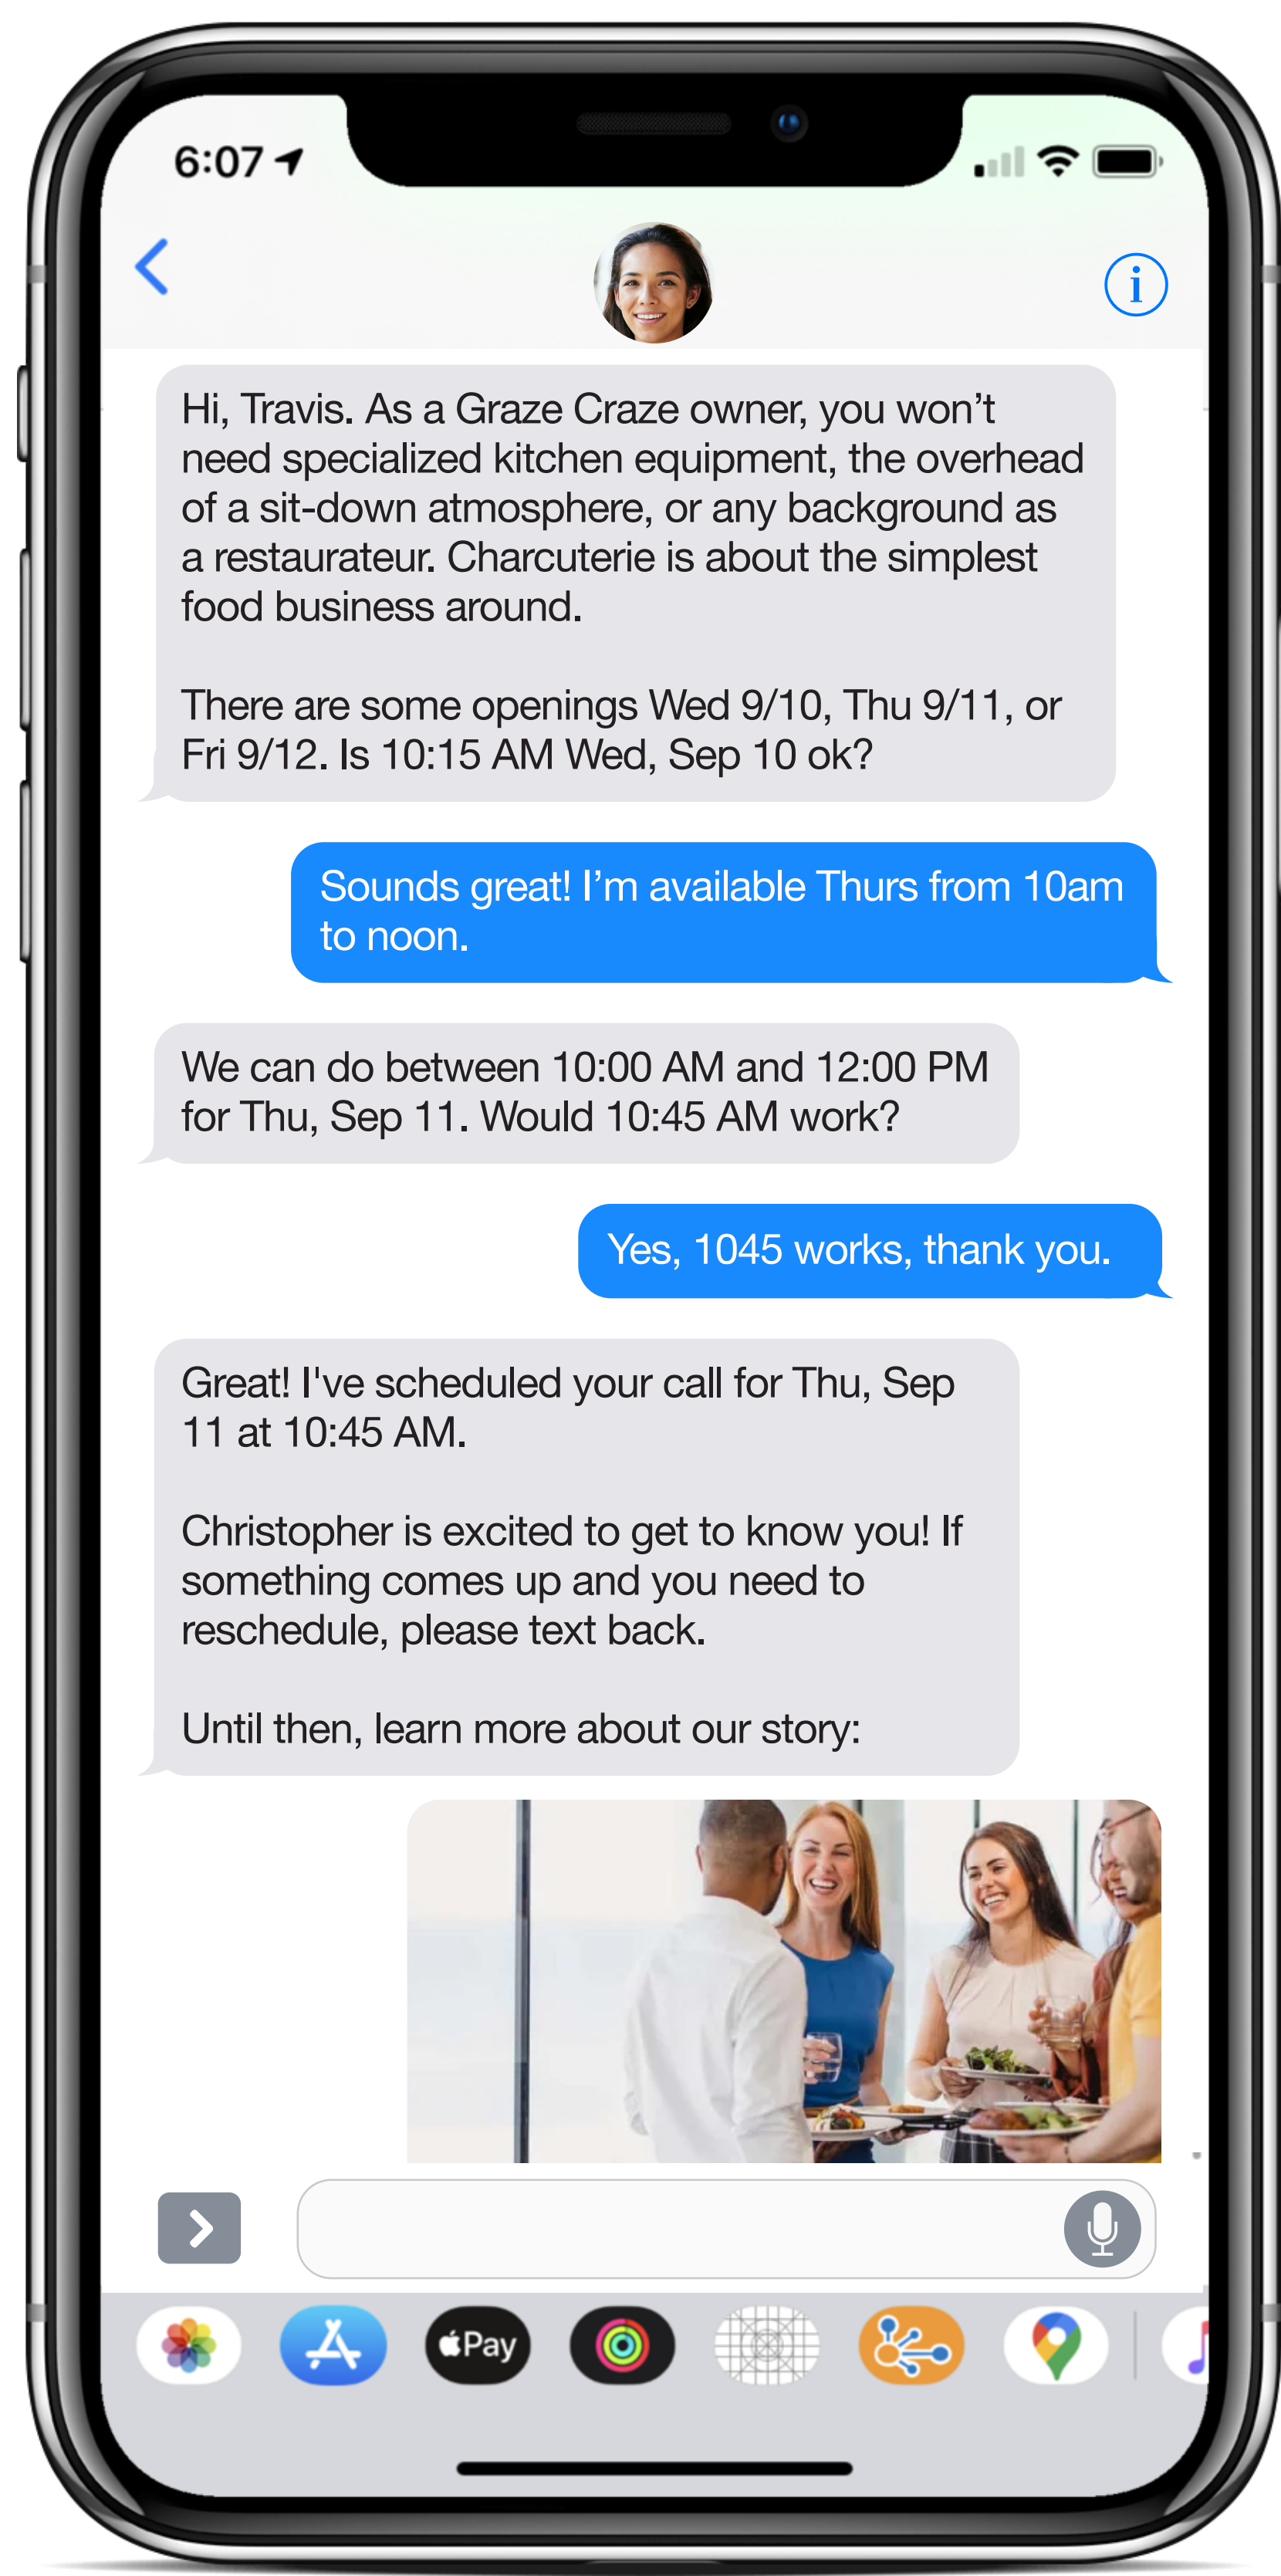 6:07
i
Hi, Travis. As a Graze Craze owner, you won’t
need specialized kitchen equipment, the overhead
of a sit-down atmosphere, or any background as
a restaurateur. Charcuterie is about the simplest
food business around.
There are some openings Wed 9/10, Thu 9/11, or
Fri 9/12. Is 10:15 AM Wed, Sep 10 ok?
Sounds great! I’m available Thurs from 10am
to noon.
We can do between 10:00 AM and 12:00 PM
for Thu, Sep 11. Would 10:45 AM work?
Yes, 1045 works, thank you.
Great! I've scheduled your call for Thu, Sep
11 at 10:45 AM.
Christopher is excited to get to know you! If
something comes up and you need to
reschedule, please text back.
Until then, learn more about our story:
Pay